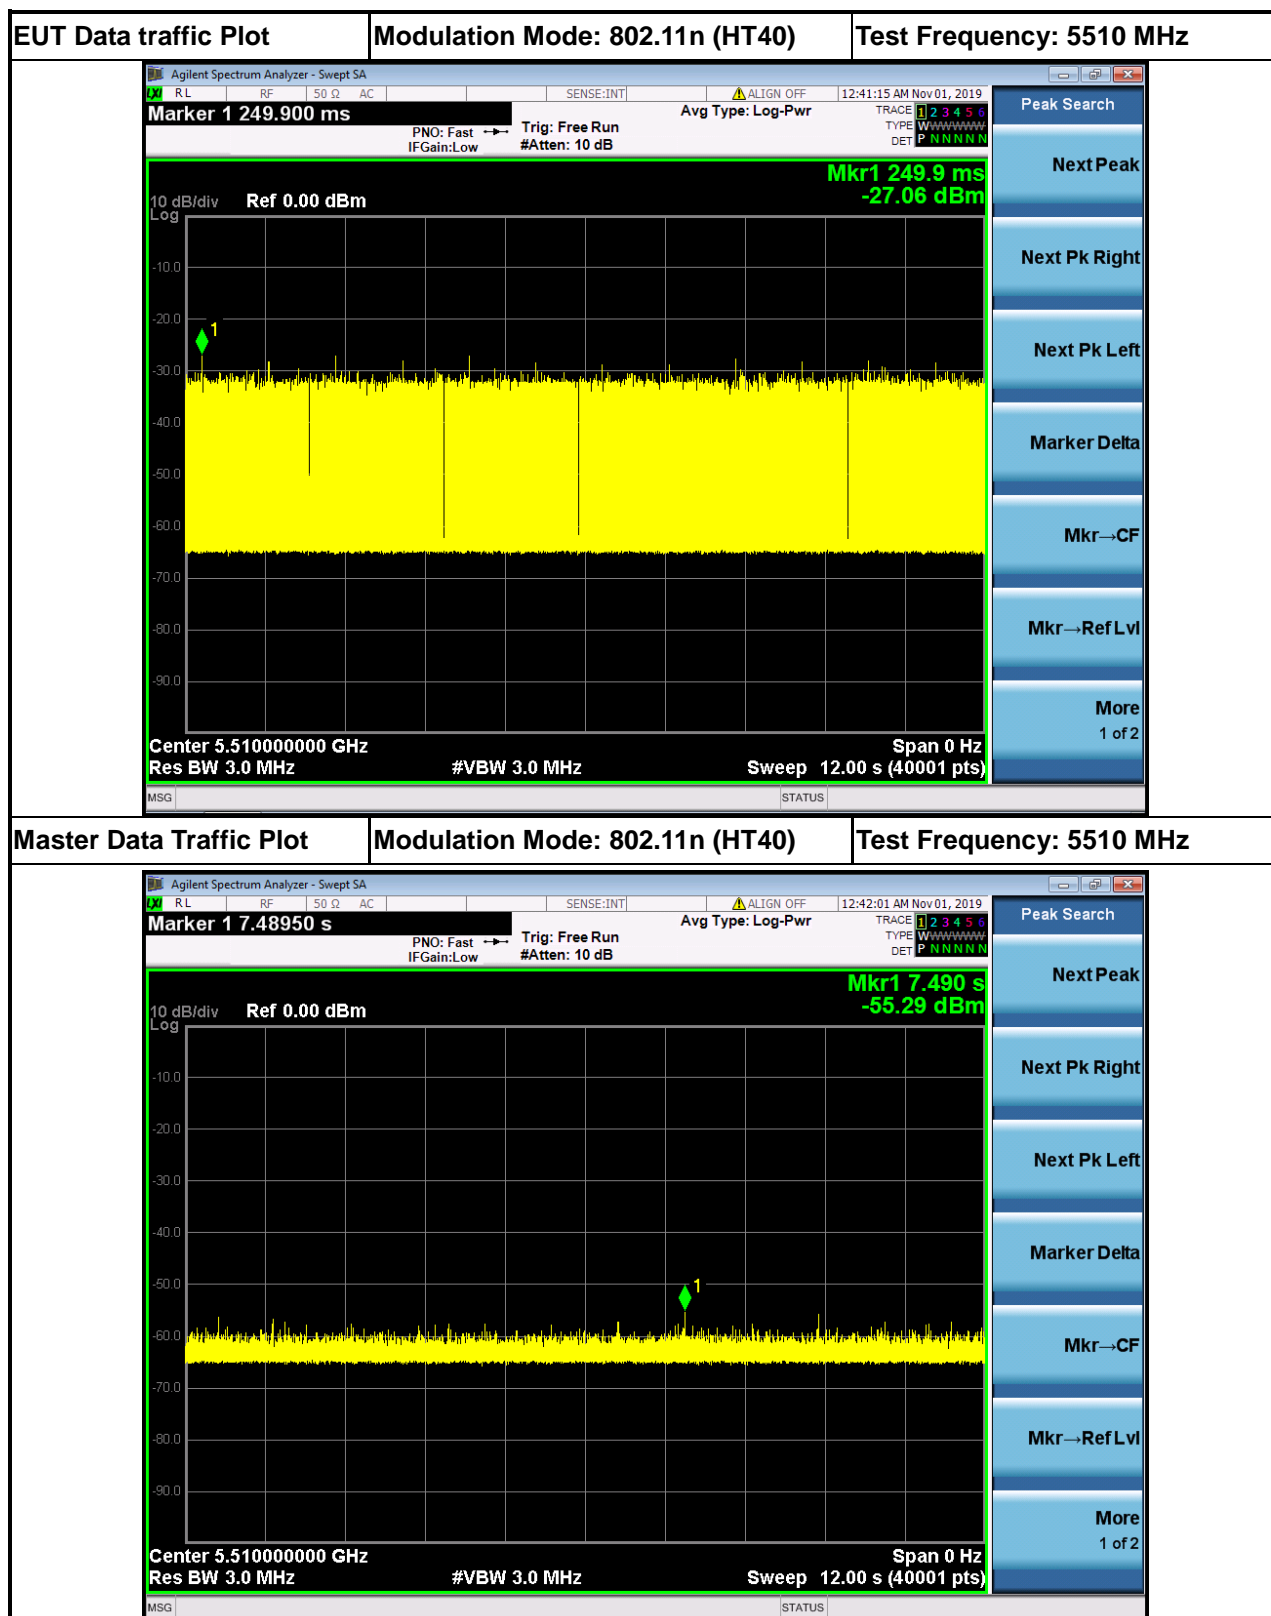 EUT Data traffic Plot Modulation Mode: 802.11n (HT40) Test Frequency: 5510 MHz
Agilent Spectrum Analyzer - Swept SA
LXI RL RF 50 Ω AC SENSE:INT ALIGN OFF 12:41:15 AM Nov 01, 2019
Marker 1 249.900 ms
PNO: Fast
IFGain:Low
Trig: Free Run
#Atten: 10 dB
Avg Type: Log-Pwr
TRACE 1 2 3 4 5 6
TYPE WWWWWW
DET P N N N N N
Peak Search
Mkr1 249.9 ms
-27.06 dBm
10 dB/div Ref 0.00 dBm
Log
-10.0
-20.0
1
-30.0
-40.0
-50.0
-60.0
-70.0
-80.0
-90.0
Center 5.510000000 GHz Span 0 Hz
Res BW 3.0 MHz #VBW 3.0 MHz Sweep 12.00 s (40001 pts)
MSG STATUS
Next Peak
Next Pk Right
Next Pk Left
Marker Delta
Mkr→CF
Mkr→Ref Lvl
More
1 of 2
Master Data Traffic Plot Modulation Mode: 802.11n (HT40) Test Frequency: 5510 MHz
Agilent Spectrum Analyzer - Swept SA
LXI RL RF 50 Ω AC SENSE:INT ALIGN OFF 12:42:01 AM Nov 01, 2019
Marker 1 7.48950 s
PNO: Fast
IFGain:Low
Trig: Free Run
#Atten: 10 dB
Avg Type: Log-Pwr
TRACE 1 2 3 4 5 6
TYPE WWWWWW
DET P N N N N N
Peak Search
Mkr1 7.490 s
-55.29 dBm
10 dB/div Ref 0.00 dBm
Log
-10.0
-20.0
-30.0
-40.0
-50.0
1
-60.0
-70.0
-80.0
-90.0
Center 5.510000000 GHz Span 0 Hz
Res BW 3.0 MHz #VBW 3.0 MHz Sweep 12.00 s (40001 pts)
MSG STATUS
Next Peak
Next Pk Right
Next Pk Left
Marker Delta
Mkr→CF
Mkr→Ref Lvl
More
1 of 2